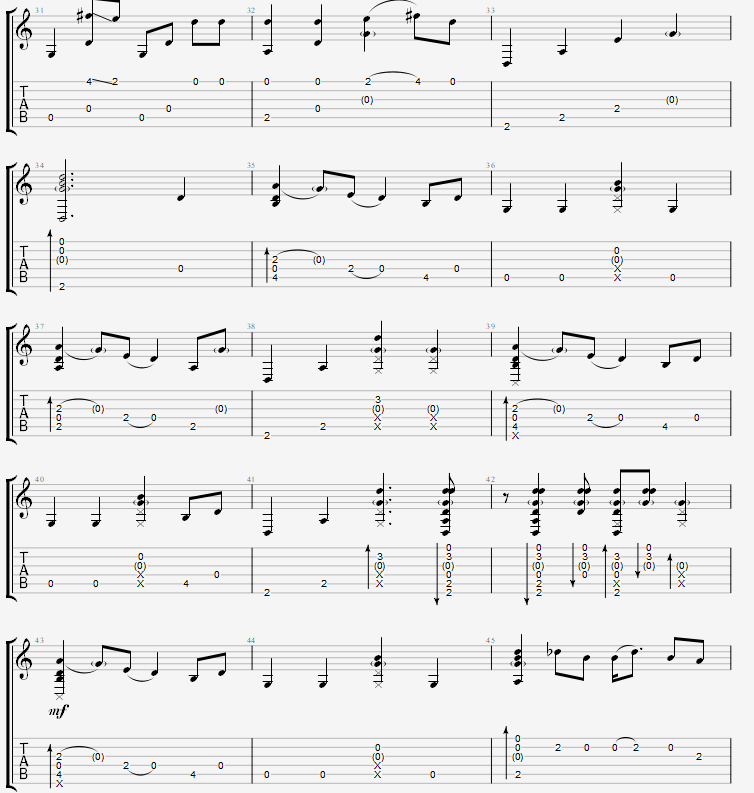 31 32 33
T
A
B
4 2 0 0 0 0 2 4 0
(0) (0)
0 0 0 2
0 0 2 2
2
34 35 36
T
A
B
0
0 0
(0) 2 (0) (0)
0 0 2 0 0 X
4 4 0 0 X 0
2
37 38 39
T
A
B
3
2 (0) (0) (0) (0) 2 (0)
0 2 0 X X 0 2 0 0
2 2 2 X X 4 4
2 X
40 41 42
T
A
B
0 0 0 0
0 3 3 3 3 3 3
(0) (0) (0) (0) (0) (0) (0) (0)
X 0 X 0 0 0 0 X
0 0 X 4 2 X 2 2 X X
2 2 2 2
43 44 45
mf
T
A
B
0
0 0 2 0 0 2 0
2 (0) (0) (0) 2
0 2 0 0 X
4 4 0 0 X 0 2
X